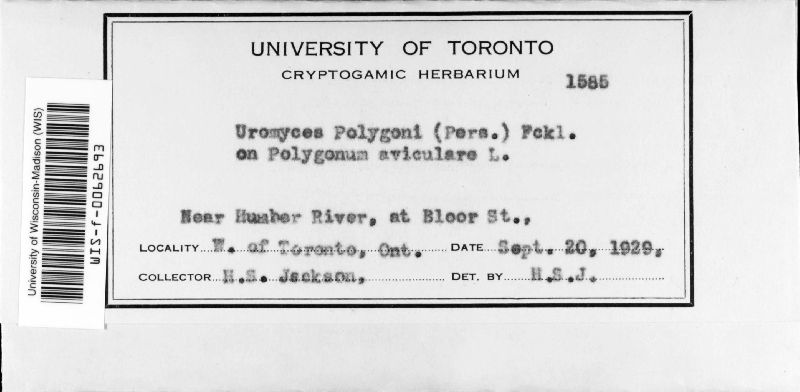 UNIVERSITY OF TORONTO
CRYPTOGAMIC HERBARIUM
1585
Uromyces Polygoni (Pers.) Fckl.
on Polygonum aviculare L.
Near Humber River, at Bloor St.,
LOCALITY W. of Toronto, Ont. DATE Sept. 20, 1929,
COLLECTOR H.S. Jackson, DET. BY H.S.J.
University of Wisconsin-Madison (WIS)
WIS-f-0092693